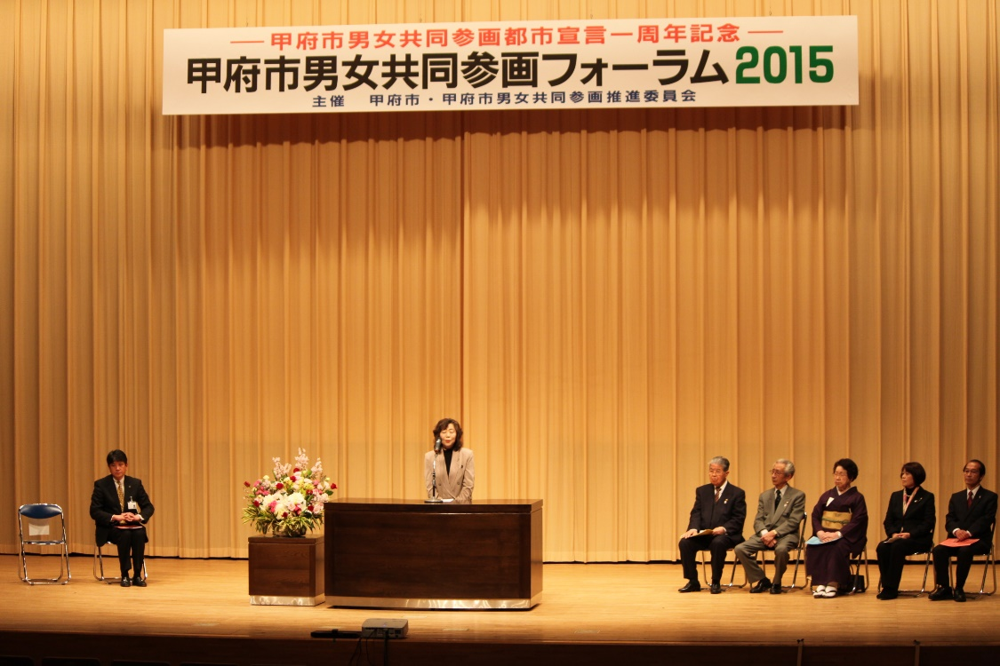 ― 甲府市男女共同参画都市宣言一周年記念 ―
甲府市男女共同参画フォーラム2015
主催　甲府市・甲府市男女共同参画推進委員会